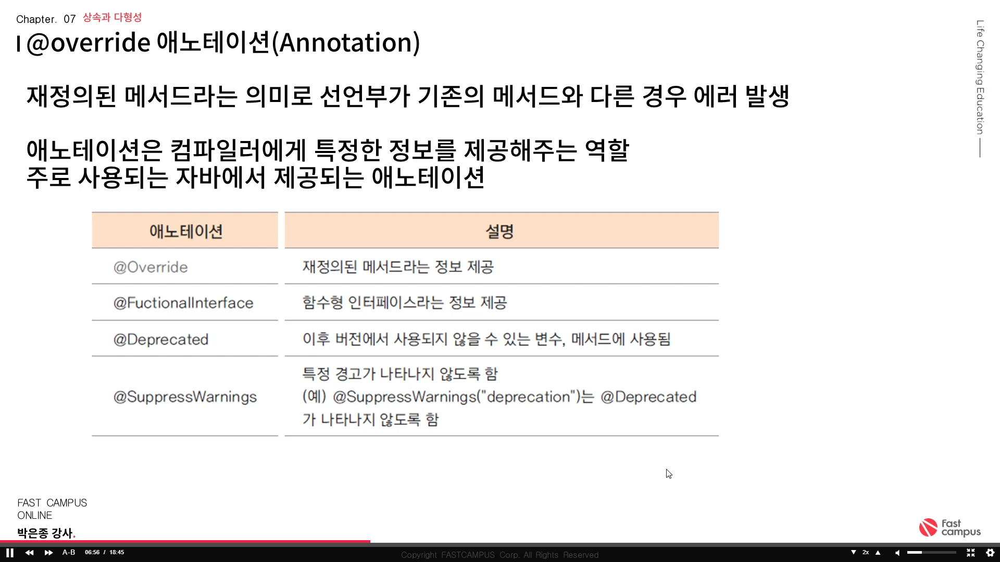 Chapter. 07 상속과 다형성
I @override 애노테이션(Annotation)
재정의된 메서드라는 의미로 선언부가 기존의 메서드와 다른 경우 에러 발생
애노테이션은 컴파일러에게 특정한 정보를 제공해주는 역할
주로 사용되는 자바에서 제공되는 애노테이션
애노테이션 설명
@Override 재정의된 메서드라는 정보 제공
@FuctionalInterface 함수형 인터페이스라는 정보 제공
@Deprecated 이후 버전에서 사용되지 않을 수 있는 변수, 메서드에 사용됨
@SuppressWarnings
특정 경고가 나타나지 않도록 함
(예) @SuppressWarnings("deprecation")는 @Deprecated
가 나타나지 않도록 함
Life Changing Education
FAST CAMPUS
ONLINE
박은종 강사.
Fast
campus
A-B 06:56 / 18:45
Copyright FASTCAMPUS Corp. All Rights Reserved
2x